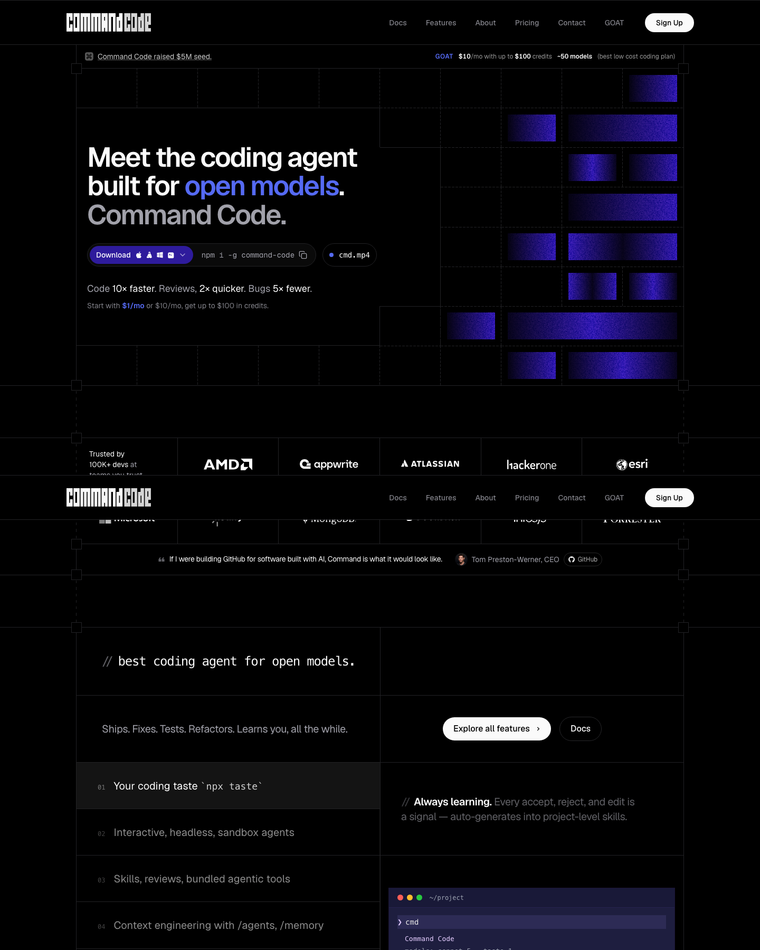 COMMANDCODE
Docs Features About Pricing Contact GOAT Sign Up
Command Code raised $5M seed.
GOAT $10/mo with up to $100 credits ~50 models (best low cost coding plan)
Meet the coding agent
built for open models.
Command Code.
Download npm i -g command-code cmd.mp4
Code 10× faster. Reviews, 2× quicker. Bugs 5× fewer.
Start with $1/mo or $10/mo, get up to $100 in credits.
Trusted by
100K+ devs at
AMD appwrite ATLASSIAN hackerone esri
COMMANDCODE
Docs Features About Pricing Contact GOAT Sign Up
If I were building GitHub for software built with AI, Command is what it would look like. Tom Preston-Werner, CEO GitHub
// best coding agent for open models.
Ships. Fixes. Tests. Refactors. Learns you, all the while.
Explore all features › Docs
01 Your coding taste `npx taste`
// Always learning. Every accept, reject, and edit is
a signal — auto-generates into project-level skills.
02 Interactive, headless, sandbox agents
03 Skills, reviews, bundled agentic tools
04 Context engineering with /agents, /memory
~/project
❯ cmd
Command Code